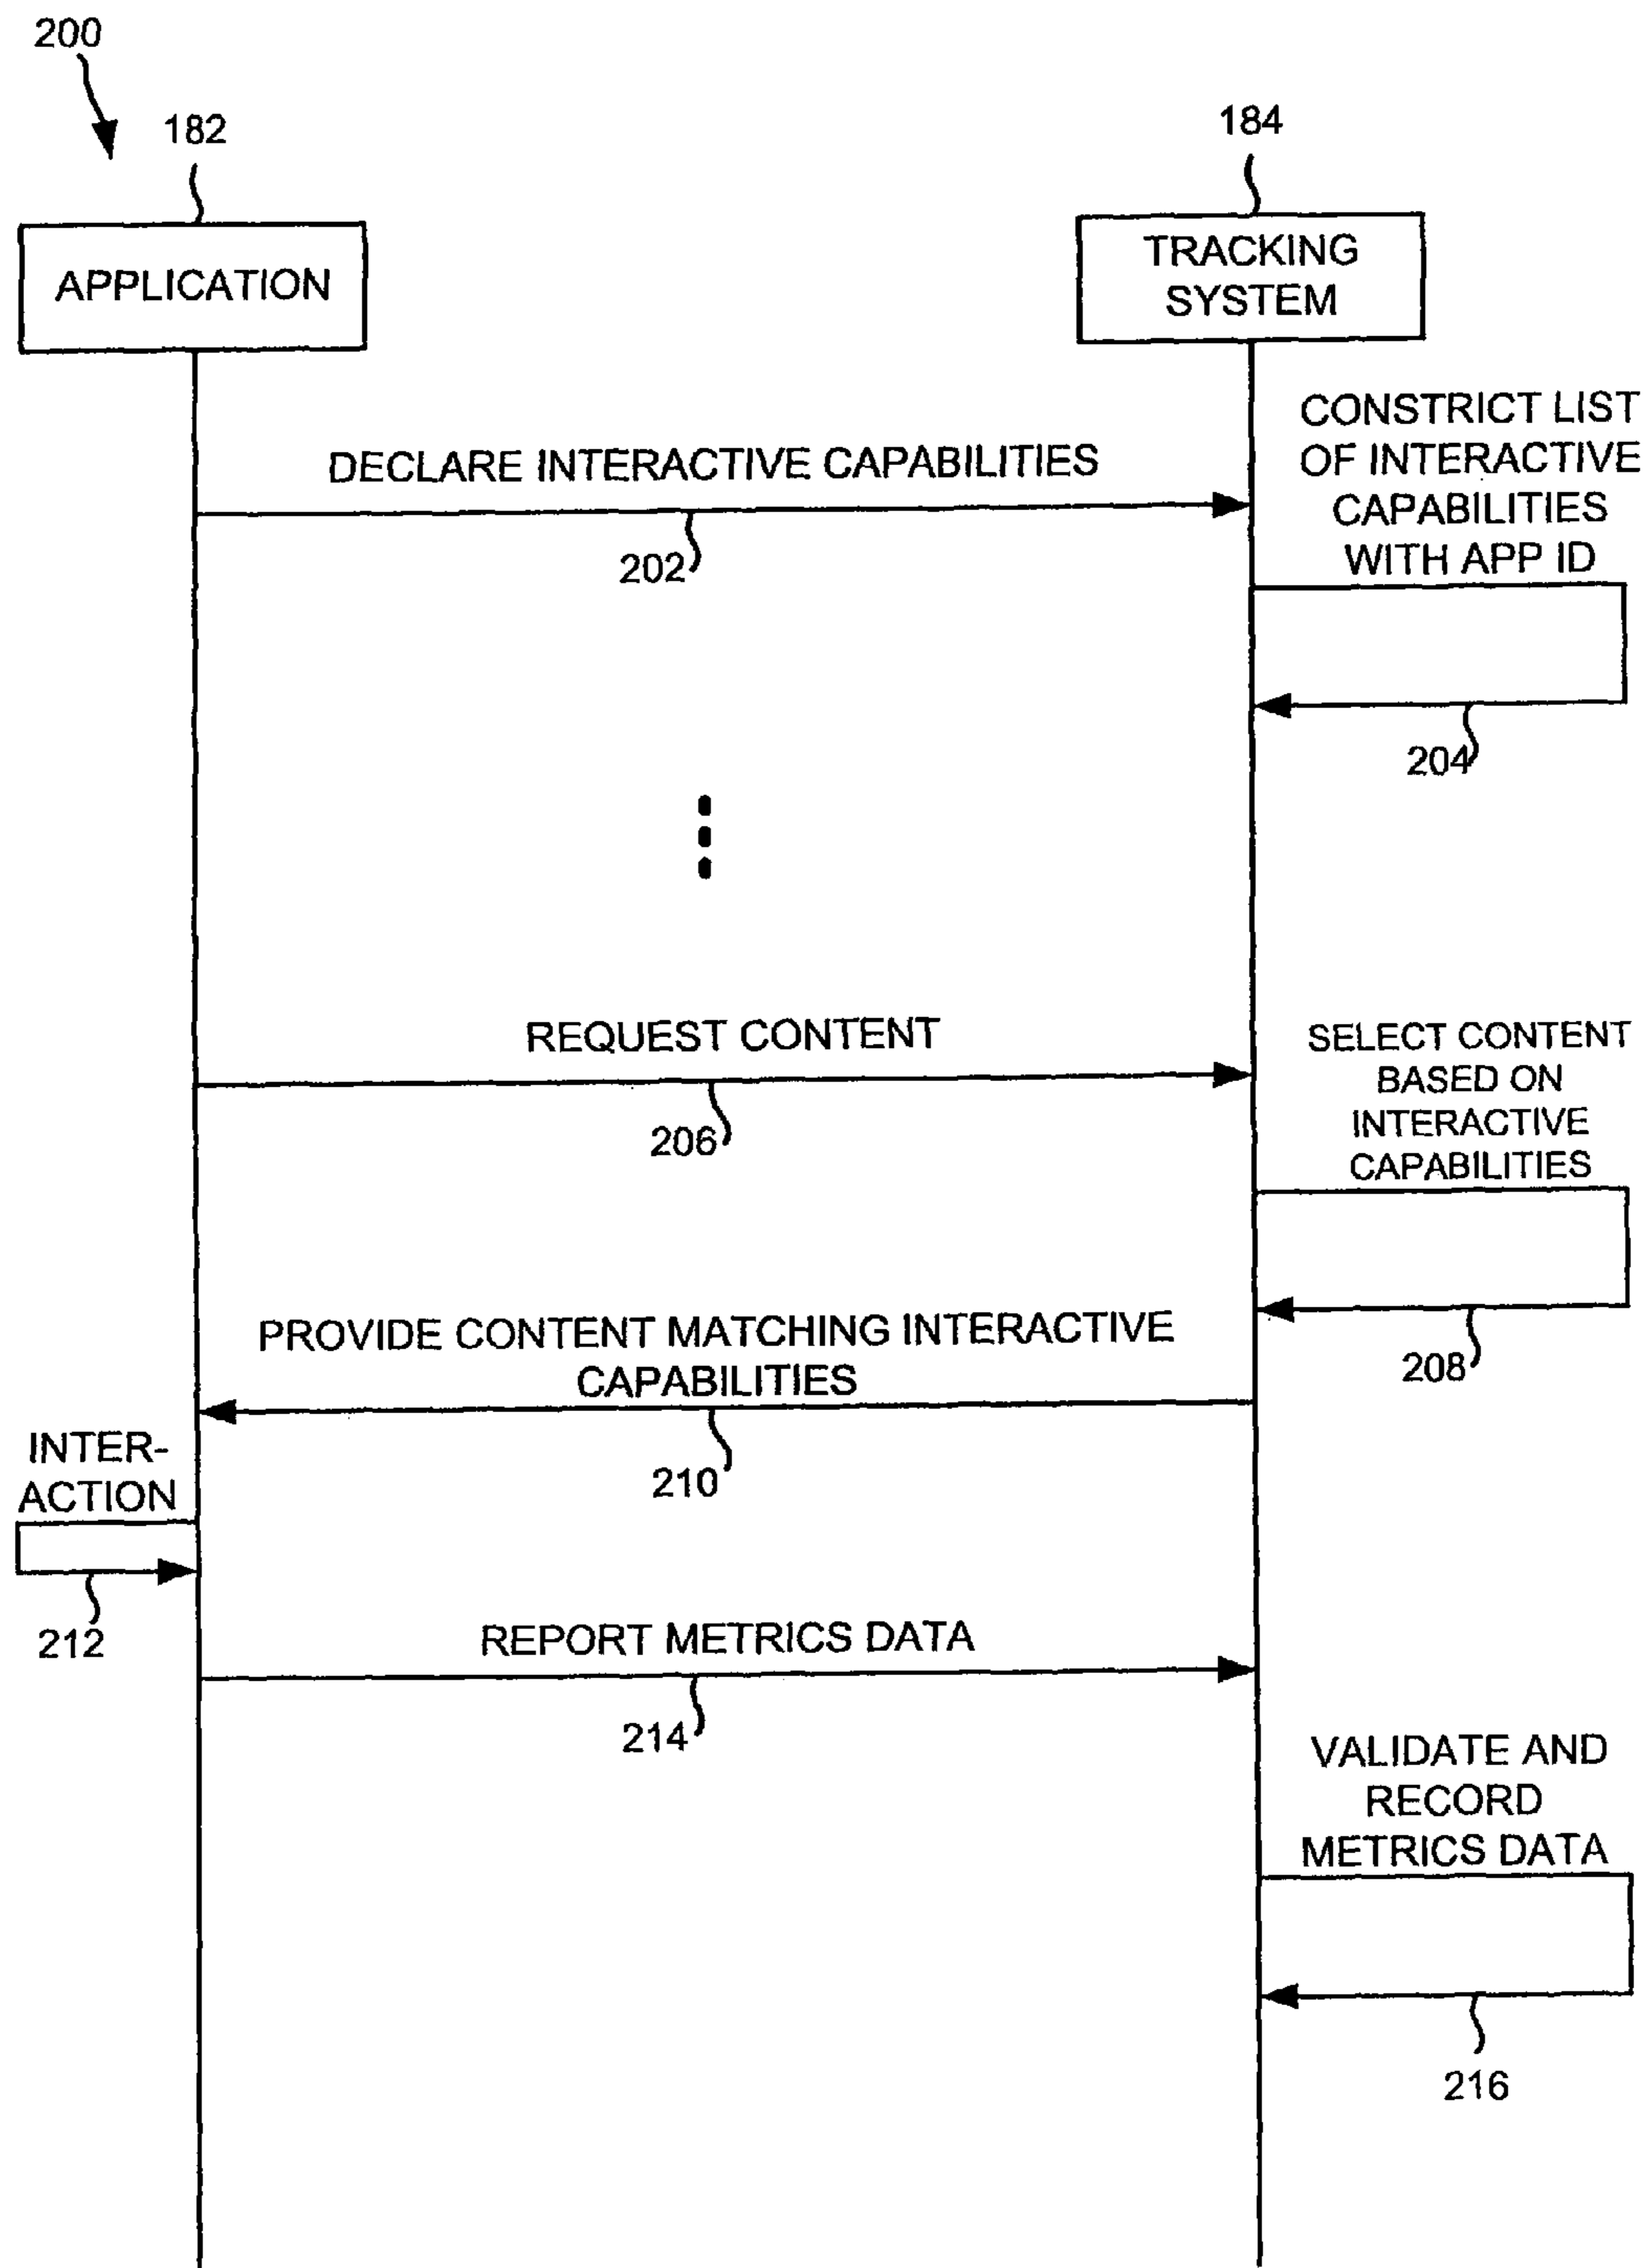 200
182
184
APPLICATION
TRACKING
SYSTEM
CONSTRICT LIST
OF INTERACTIVE
CAPABILITIES
WITH APP ID
DECLARE INTERACTIVE CAPABILITIES
202
204
REQUEST CONTENT
206
SELECT CONTENT
BASED ON
INTERACTIVE
CAPABILITIES
208
PROVIDE CONTENT MATCHING INTERACTIVE
CAPABILITIES
210
INTER-
ACTION
212
REPORT METRICS DATA
214
VALIDATE AND
RECORD
METRICS DATA
216